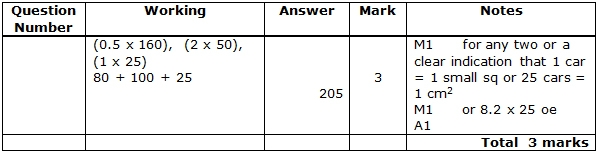 Question Number Working Answer Mark Notes
(0.5 x 160), (2 x 50),
(1 x 25)
80 + 100 + 25
205
3
M1 for any two or a
clear indication that 1 car
= 1 small sq or 25 cars =
1 cm²
M1 or 8.2 x 25 oe
A1
Total 3 marks